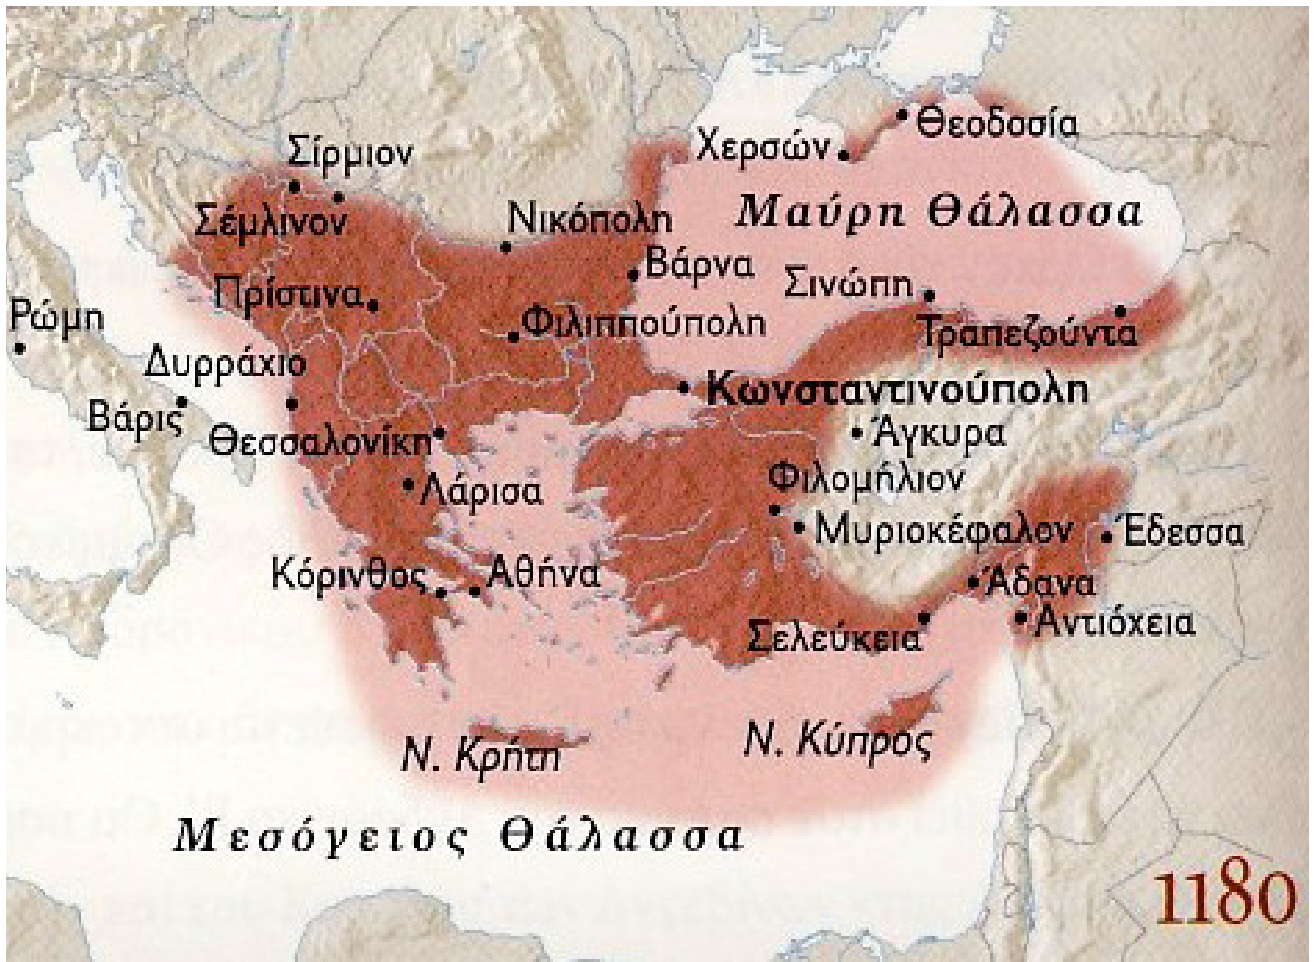 Θεοδοσία
Χερσών
Σίρμιον
Μαύρη Θάλασσα
Σέμλινον
Νικόπολη
Βάρνα
Σινώπη
Πρίστινα
Ρώμη
Φιλιππούπολη
Τραπεζούντα
Δυρράχιο
Κωνσταντινούπολη
Βάρις
Θεσσαλονίκη
Άγκυρα
Φιλομήλιον
Λάρισα
Μυριοκέφαλον
Έδεσσα
Κόρινθος
Αθήνα
Άδανα
Σελεύκεια
Αντιόχεια
Ν. Κρήτη
Ν. Κύπρος
Μεσόγειος Θάλασσα
1180